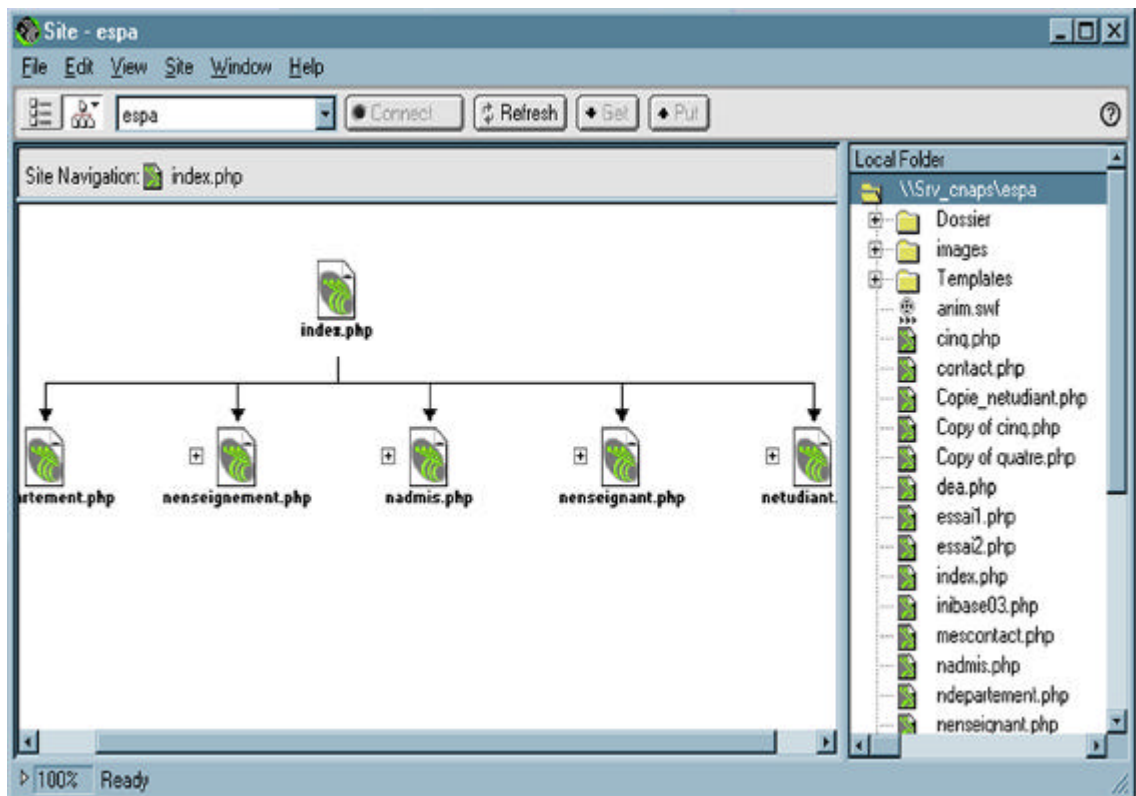 Site - espa
File Edit View Site Window Help
espa Connect Refresh Get Put
Site Navigation: index.php
index.php
artement.php nenseignement.php nadmis.php nenseignant.php netudiant.
Local Folder
\\Srv_cnaps\espa
Dossier
images
Templates
anim.swf
cinq.php
contact.php
Copie_netudiant.php
Copy of cinq.php
Copy of quatre.php
dea.php
essai1.php
essai2.php
index.php
inibase03.php
mescontact.php
nadmis.php
ndepartement.php
nenseignant.php
100% Ready